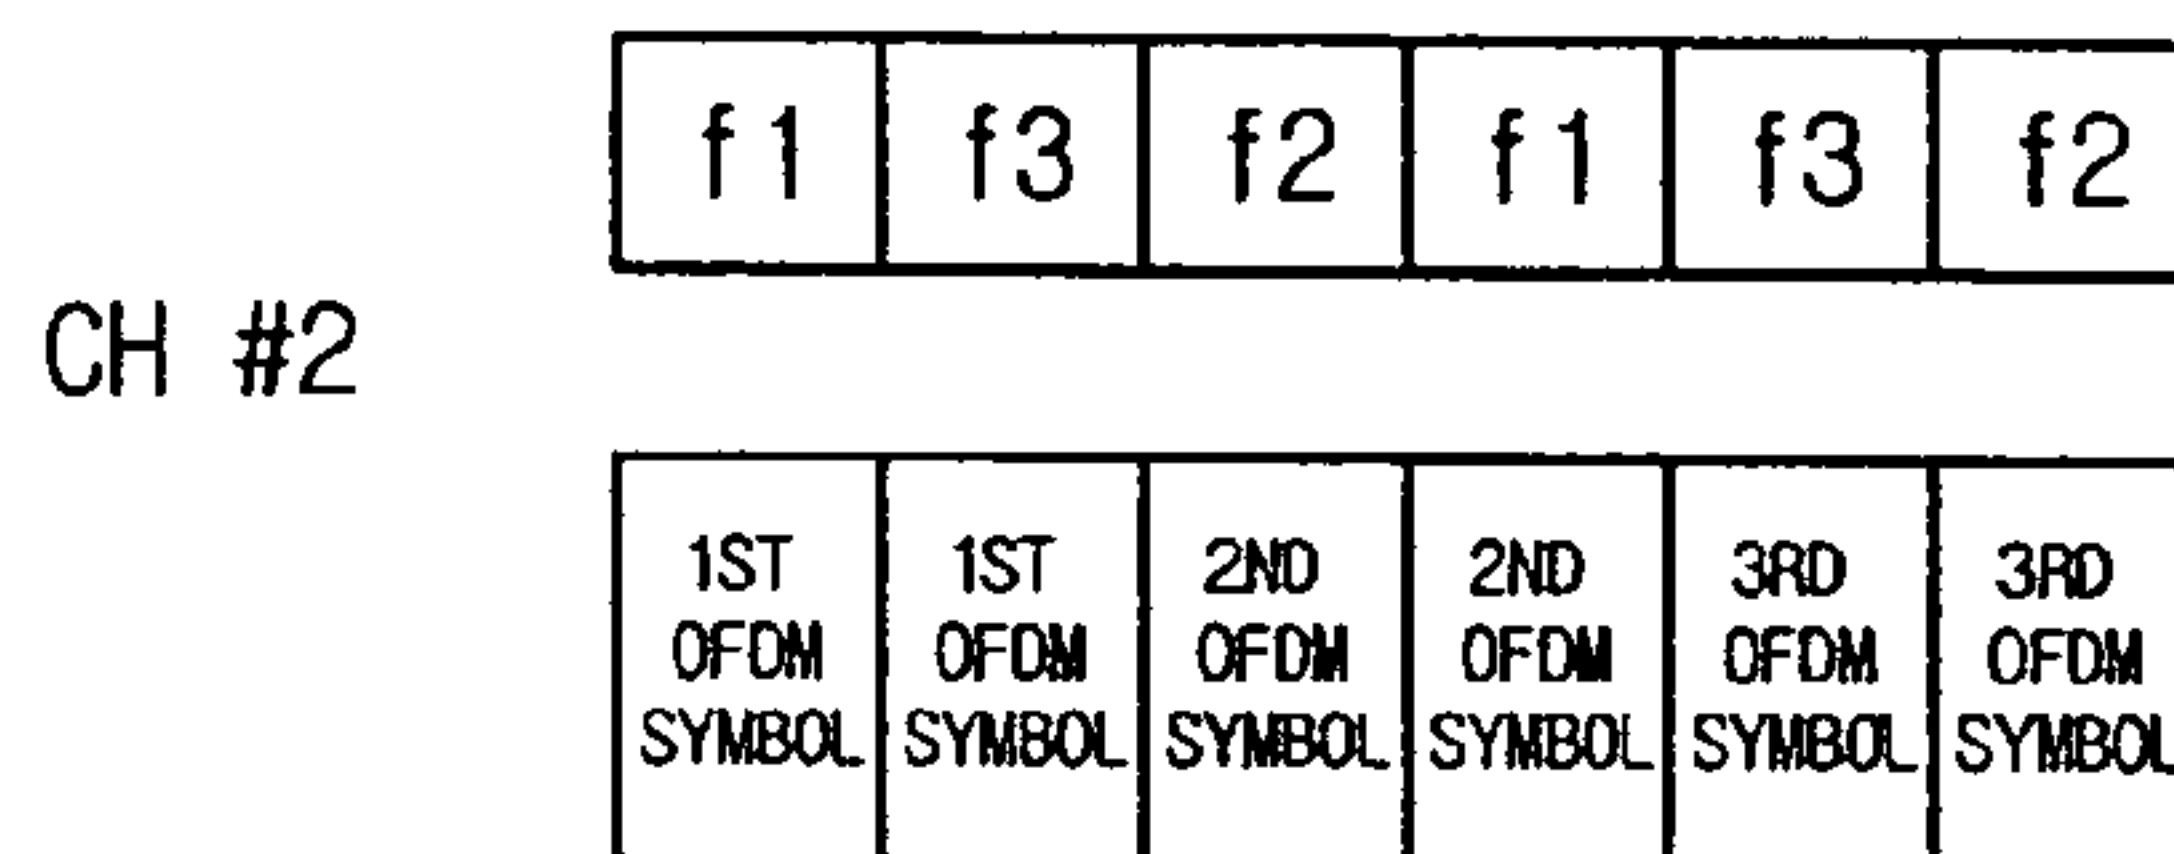 f1 f3 f2 f1 f3 f2
CH #2
1ST 1ST 2ND 2ND 3RD 3RD
OFDM OFDM OFDM OFDM OFDM OFDM
SYMBOL SYMBOL SYMBOL SYMBOL SYMBOL SYMBOL